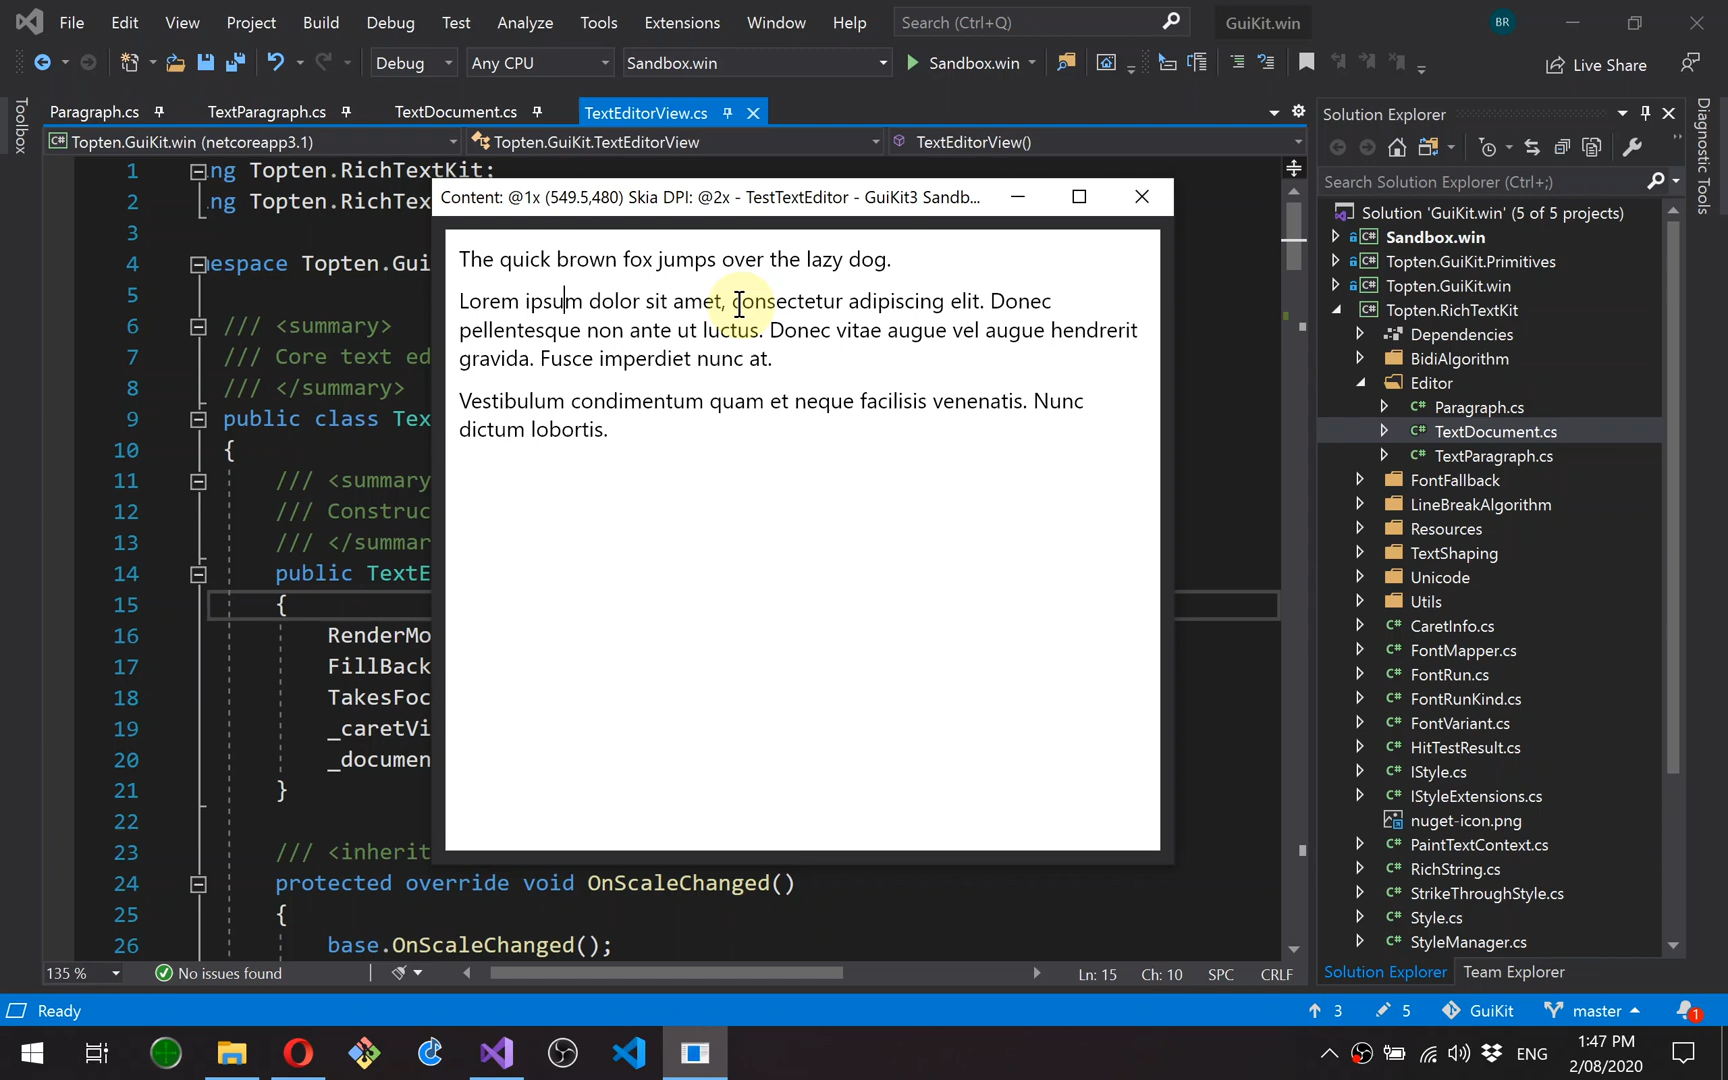 File Edit View Project Build Debug Test Analyze Tools Extensions Window Help Search (Ctrl+Q) GuiKit.win BR
Debug Any CPU Sandbox.win Sandbox.win Live Share
Toolbox
Paragraph.cs TextParagraph.cs TextDocument.cs TextEditorView.cs
Topten.GuiKit.win (netcoreapp3.1) Topten.GuiKit.TextEditorView TextEditorView()
1 ng Topten.RichTextKit;
2 .ng Topten.RichTex
3
4 espace Topten.Gui
5
6 /// <summary>
7 /// Core text ed
8 /// </summary>
9 public class Tex
10 {
11 /// <summary
12 /// Construc
13 /// </summar
14 public TextE
15 {
16 RenderMo
17 FillBack
18 TakesFoc
19 _caretVi
20 _documen
21 }
22
23 /// <inherit
24 protected override void OnScaleChanged()
25 {
26 base.OnScaleChanged();
Content: @1x (549.5,480) Skia DPI: @2x - TestTextEditor - GuiKit3 Sandb...
The quick brown fox jumps over the lazy dog.
Lorem ipsum dolor sit amet, consectetur adipiscing elit. Donec
pellentesque non ante ut luctus. Donec vitae augue vel augue hendrerit
gravida. Fusce imperdiet nunc at.
Vestibulum condimentum quam et neque facilisis venenatis. Nunc
dictum lobortis.
Solution Explorer
Search Solution Explorer (Ctrl+;)
Solution 'GuiKit.win' (5 of 5 projects)
C# Sandbox.win
C# Topten.GuiKit.Primitives
C# Topten.GuiKit.win
C# Topten.RichTextKit
Dependencies
BidiAlgorithm
Editor
C# Paragraph.cs
C# TextDocument.cs
C# TextParagraph.cs
FontFallback
LineBreakAlgorithm
Resources
TextShaping
Unicode
Utils
C# CaretInfo.cs
C# FontMapper.cs
C# FontRun.cs
C# FontRunKind.cs
C# FontVariant.cs
C# HitTestResult.cs
C# IStyle.cs
C# IStyleExtensions.cs
nuget-icon.png
C# PaintTextContext.cs
C# RichString.cs
C# StrikeThroughStyle.cs
C# Style.cs
C# StyleManager.cs
Solution Explorer Team Explorer
Diagnostic Tools
135 % No issues found Ln: 15 Ch: 10 SPC CRLF
Ready 3 5 GuiKit master 1
ENG 1:47 PM
2/08/2020